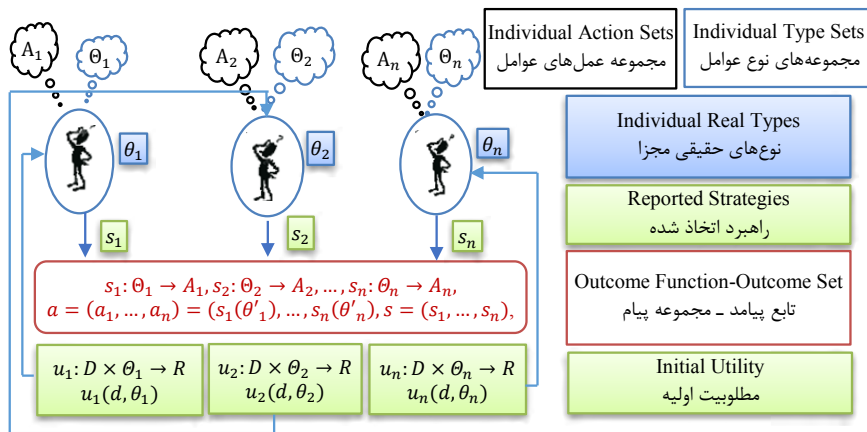 A₁
Θ₁
A₂
Θ₂
Aₙ
Θₙ
Individual Action Sets
مجموعه عمل‌های عوامل
Individual Type Sets
مجموعه‌های نوع عوامل
θ₁
θ₂
θₙ
Individual Real Types
نوع‌های حقیقی مجزا
s₁
s₂
sₙ
Reported Strategies
راهبرد اتخاذ شده
s₁: Θ₁ → A₁, s₂: Θ₂ → A₂, …, sₙ: Θₙ → Aₙ,
a = (a₁, …, aₙ) = (s₁(θ′₁), …, sₙ(θ′ₙ), s = (s₁, …, sₙ),
Outcome Function-Outcome Set
تابع پیامد ـ مجموعه پیام
u₁: D × Θ₁ → R
u₁(d, θ₁)
u₂: D × Θ₂ → R
u₂(d, θ₂)
uₙ: D × Θₙ → R
uₙ(d, θₙ)
Initial Utility
مطلوبیت اولیه